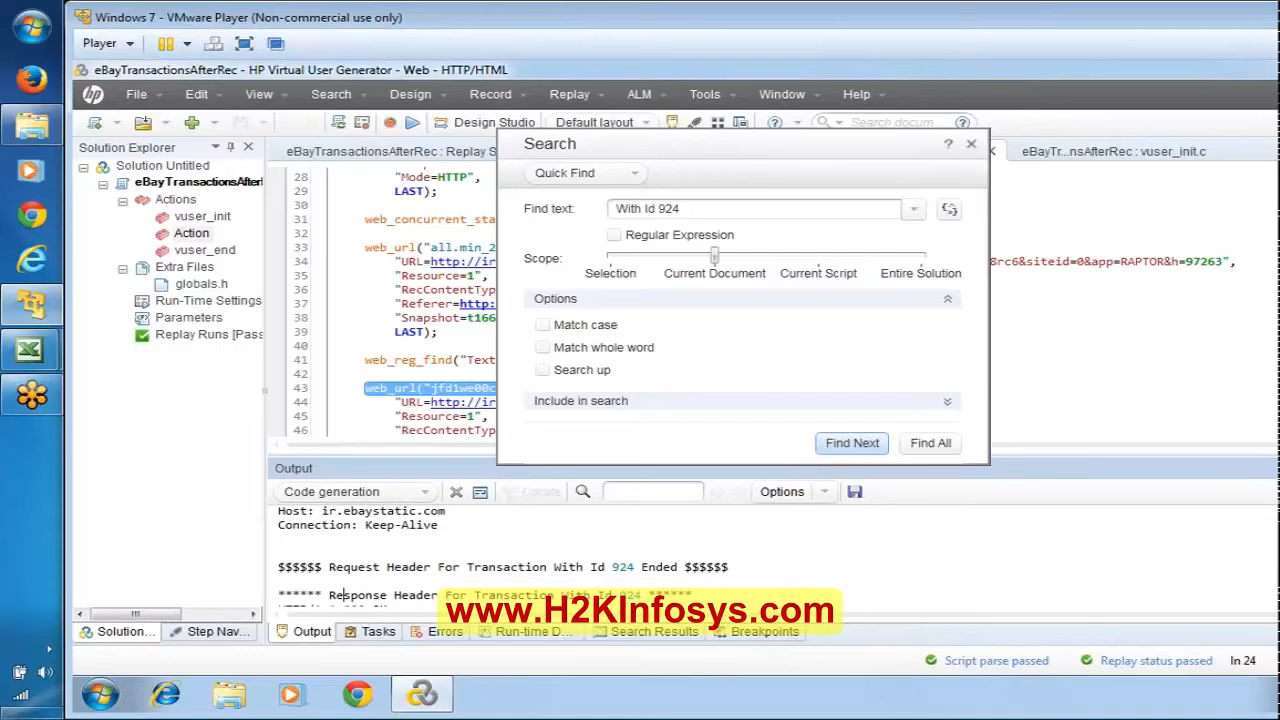 Windows 7 - VMware Player (Non-commercial use only)
Player
eBayTransactionsAfterRec - HP Virtual User Generator - Web - HTTP/HTML
hp File Edit View Search Design Record Replay ALM Tools Window Help
Design Studio Default layout Search docum
Solution Explorer
Solution Untitled
eBayTransactionsAfter
Actions
vuser_init
Action
vuser_end
Extra Files
globals.h
Run-Time Settings
Parameters
Replay Runs [Pass
Solution...
Step Nav...
eBayTransactionsAfterRec : Replay S
eBayTr...nsAfterRec : vuser_init.c
28 "Mode=HTTP",
29 LAST);
30
31 web_concurrent_sta
32
33 web_url("all.min_2
34 "URL=http://ir
8rc6&siteid=0&app=RAPTOR&h=97263",
35 "Resource=1",
36 "RecContentTyp
37 "Referer=http:
38 "Snapshot=t166
39 LAST);
40
41 web_reg_find("Text
42
43 web_url("jfd1we00c
44 "URL=http://ir
45 "Resource=1",
46 "RecContentTyp
Search
Quick Find
Find text: With Id 924
Regular Expression
Scope:
Selection Current Document Current Script Entire Solution
Options
Match case
Match whole word
Search up
Include in search
Find Next Find All
Output
Code generation Locate Options
Host: ir.ebaystatic.com
Connection: Keep-Alive
$$$$$$ Request Header For Transaction With Id 924 Ended $$$$$$
****** Response Header For Transaction With Id 924 ******
www.H2KInfosys.com
Output Tasks Errors Run-time D... Search Results Breakpoints
Script parse passed Replay status passed ln 24